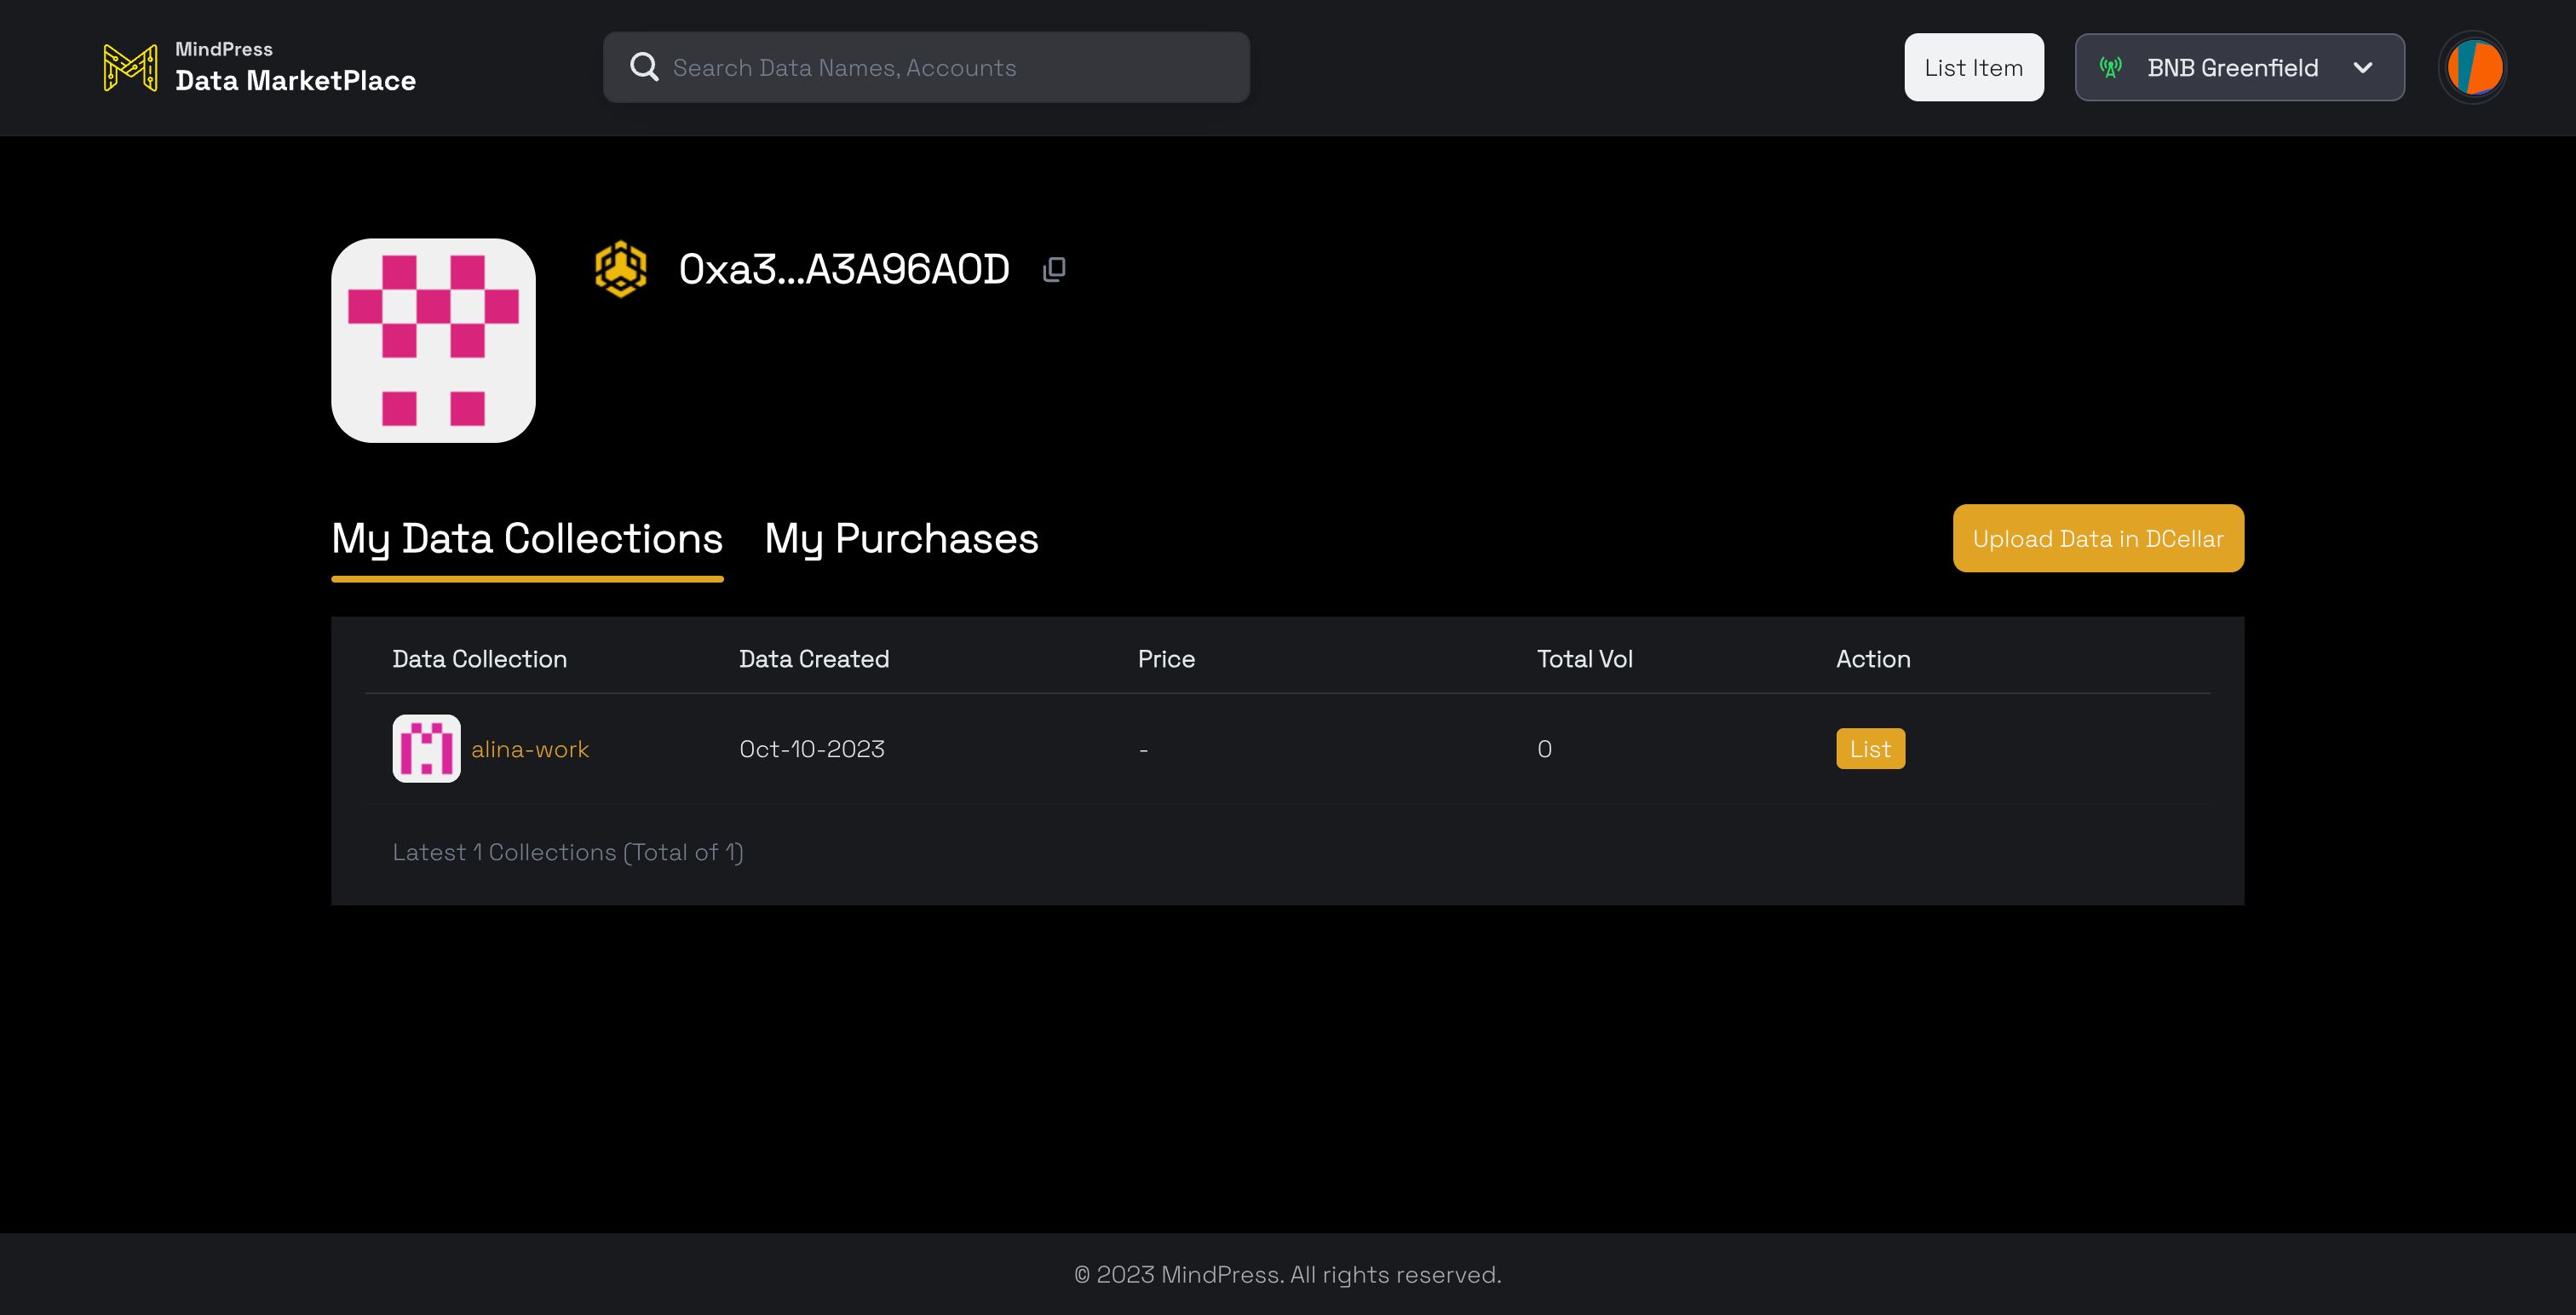 MindPress
Data MarketPlace
Search Data Names, Accounts
List Item
BNB Greenfield
0xa3...A3A96A0D
My Data Collections
My Purchases
Upload Data in DCellar
Data Collection
Data Created
Price
Total Vol
Action
alina-work
Oct-10-2023
-
0
List
Latest 1 Collections (Total of 1)
© 2023 MindPress. All rights reserved.